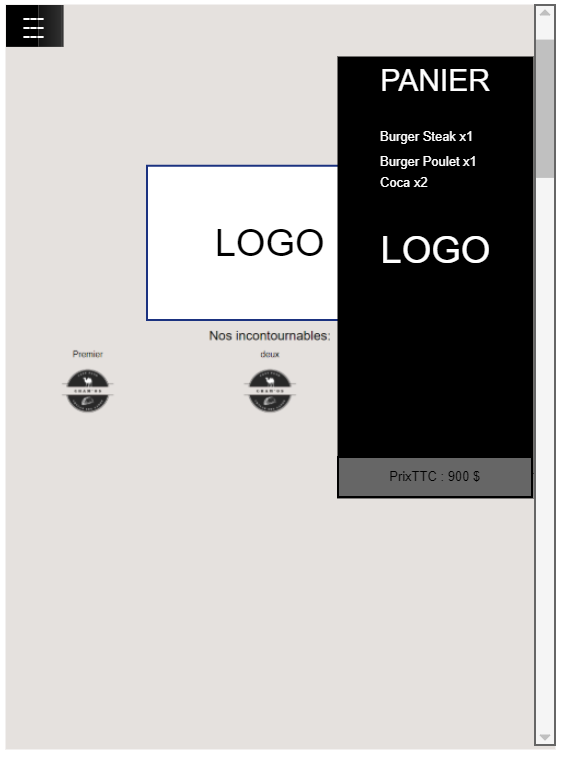 PANIER
Burger Steak x1
Burger Poulet x1
Coca x2
LOGO
LOGO
Nos incontournables:
Premier
deux
PrixTTC : 900 $